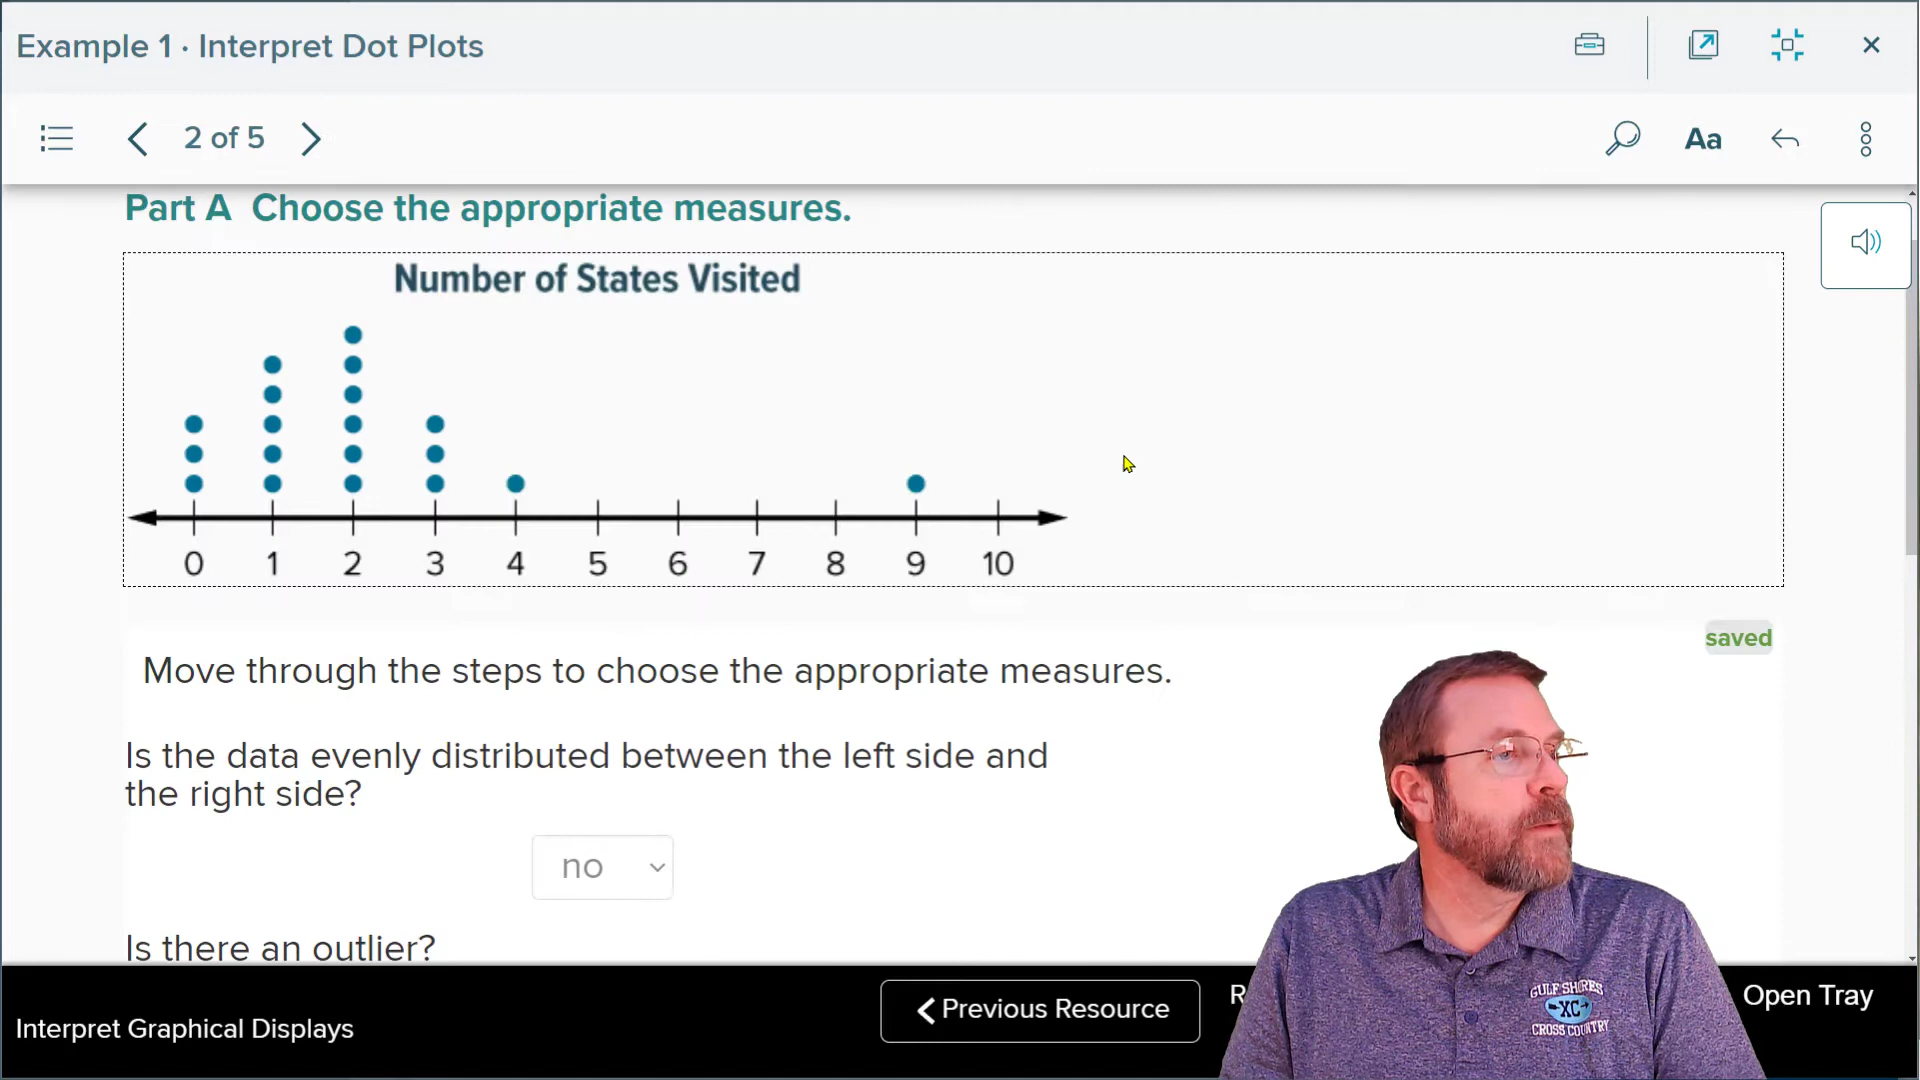 Example 1 · Interpret Dot Plots
2 of 5
Aa
Part A Choose the appropriate measures.
Number of States Visited
0 1 2 3 4 5 6 7 8 9 10
saved
Move through the steps to choose the appropriate measures.
Is the data evenly distributed between the left side and
the right side?
no
Is there an outlier?
Interpret Graphical Displays
Previous Resource
R
Open Tray
GULF SHORES
XC
CROSS COUNTRY